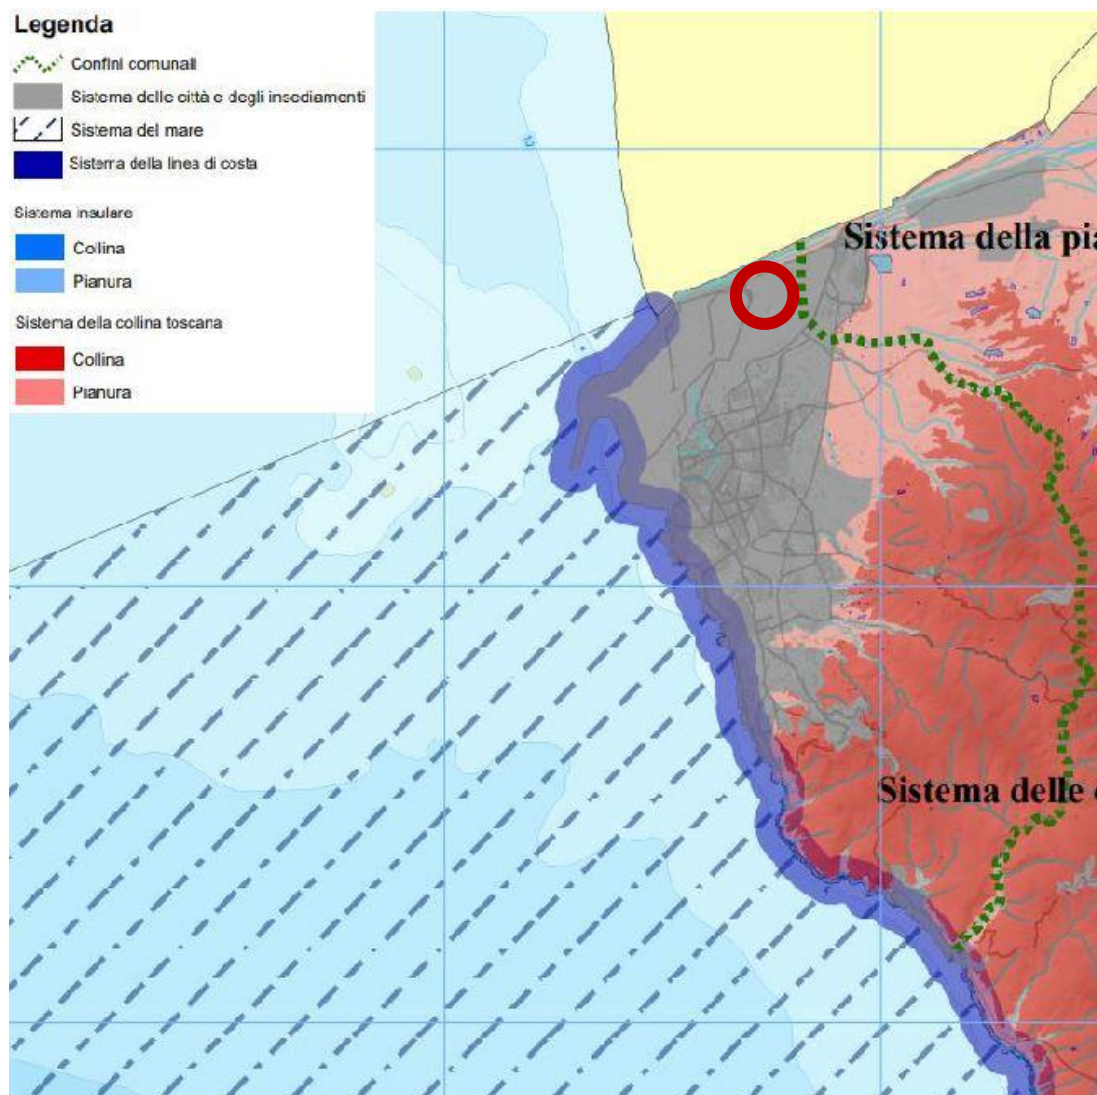 Legenda
Confini comunali
Sistema delle città e degli insediamenti
Sistema del mare
Sistema della linea di costa
Sistema insulare
Collina
Pianura
Sistema della collina toscana
Collina
Pianura
Sistema della pia
Sistema delle